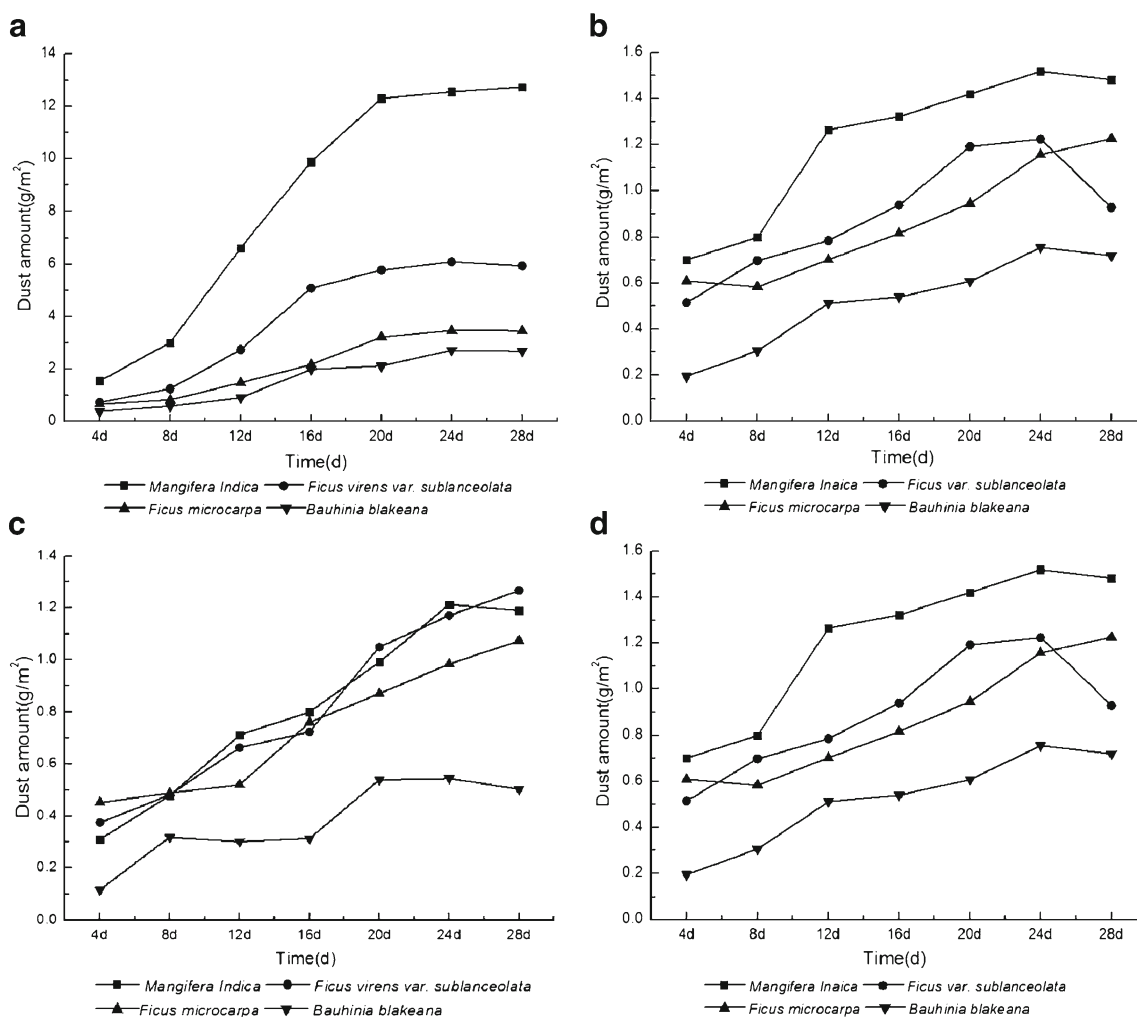 a
14
12
10
8
6
4
2
0
Dust amount(g/m²)
4d 8d 12d 16d 20d 24d 28d
Time(d)
Mangifera Indica Ficus virens var. sublanceolata
Ficus microcarpa Bauhinia blakeana
b
1.6
1.4
1.2
1.0
0.8
0.6
0.4
0.2
0.0
Dust amount(g/m²)
4d 8d 12d 16d 20d 24d 28d
Time(d)
Mangifera Inaica Ficus var. sublanceolata
Ficus microcarpa Bauhinia blakeana
c
1.4
1.2
1.0
0.8
0.6
0.4
0.2
0.0
Dust amount(g/m²)
4d 8d 12d 16d 20d 24d 28d
Time(d)
Mangifera Indica Ficus virens var. sublanceolata
Ficus microcarpa Bauhinia blakeana
d
1.6
1.4
1.2
1.0
0.8
0.6
0.4
0.2
0.0
Dust amount(g/m²)
4d 8d 12d 16d 20d 24d 28d
Time(d)
Mangifera Inaica Ficus var. sublanceolata
Ficus microcarpa Bauhinia blakeana